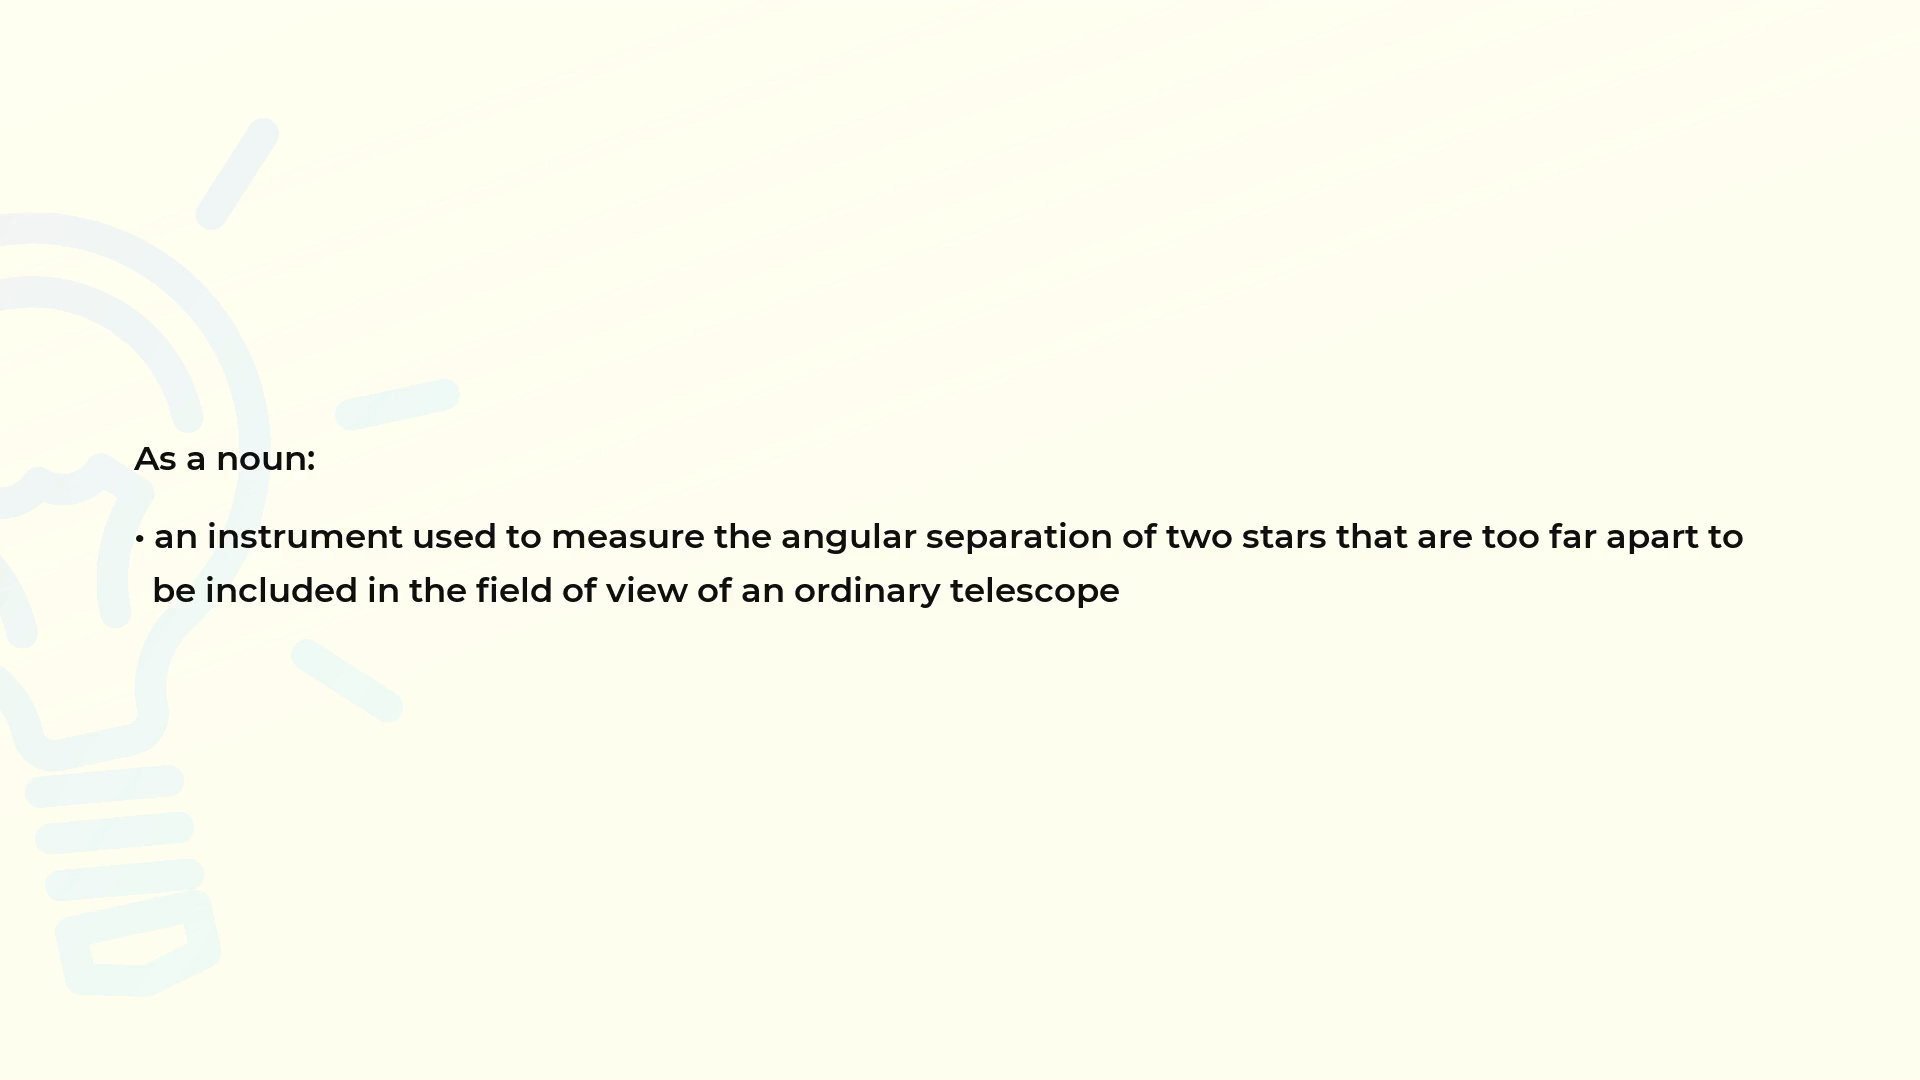 As a noun:
• an instrument used to measure the angular separation of two stars that are too far apart to
be included in the field of view of an ordinary telescope